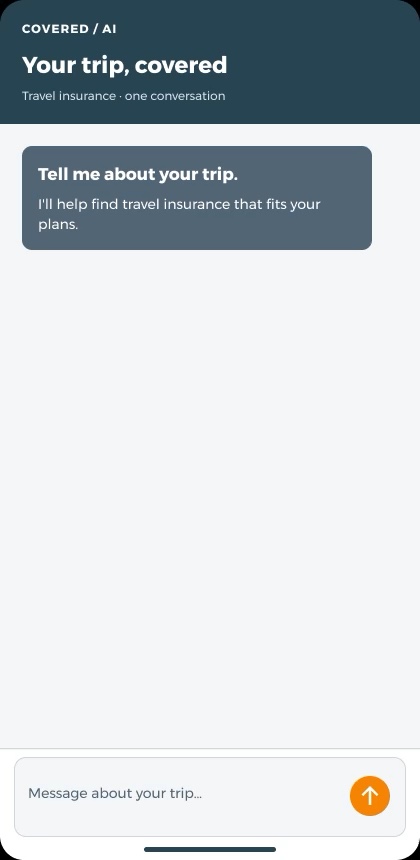 COVERED / AI
Your trip, covered
Travel insurance · one conversation
Tell me about your trip.
I'll help find travel insurance that fits your
plans.
Message about your trip...